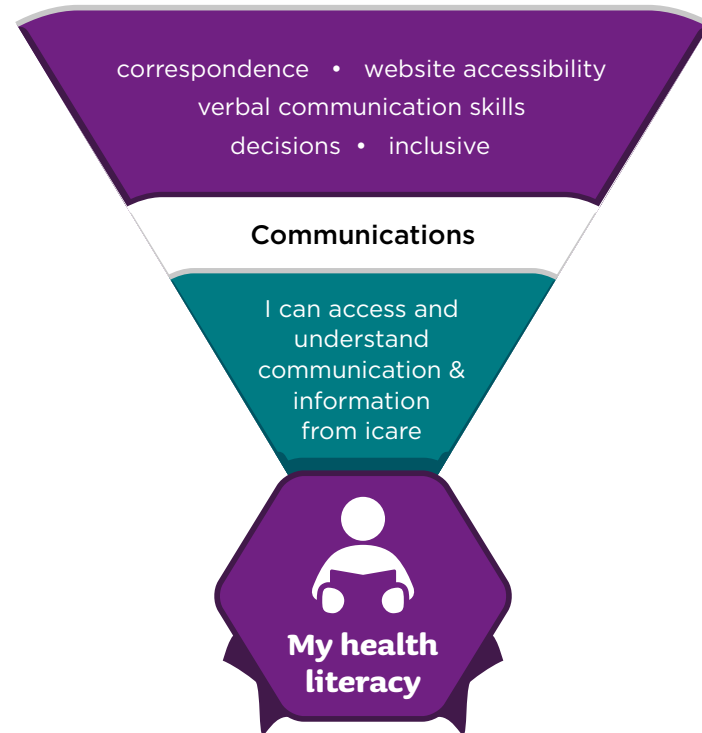 correspondence • website accessibility
verbal communication skills
decisions • inclusive
Communications
I can access and
understand
communication &
information
from icare
My health
literacy